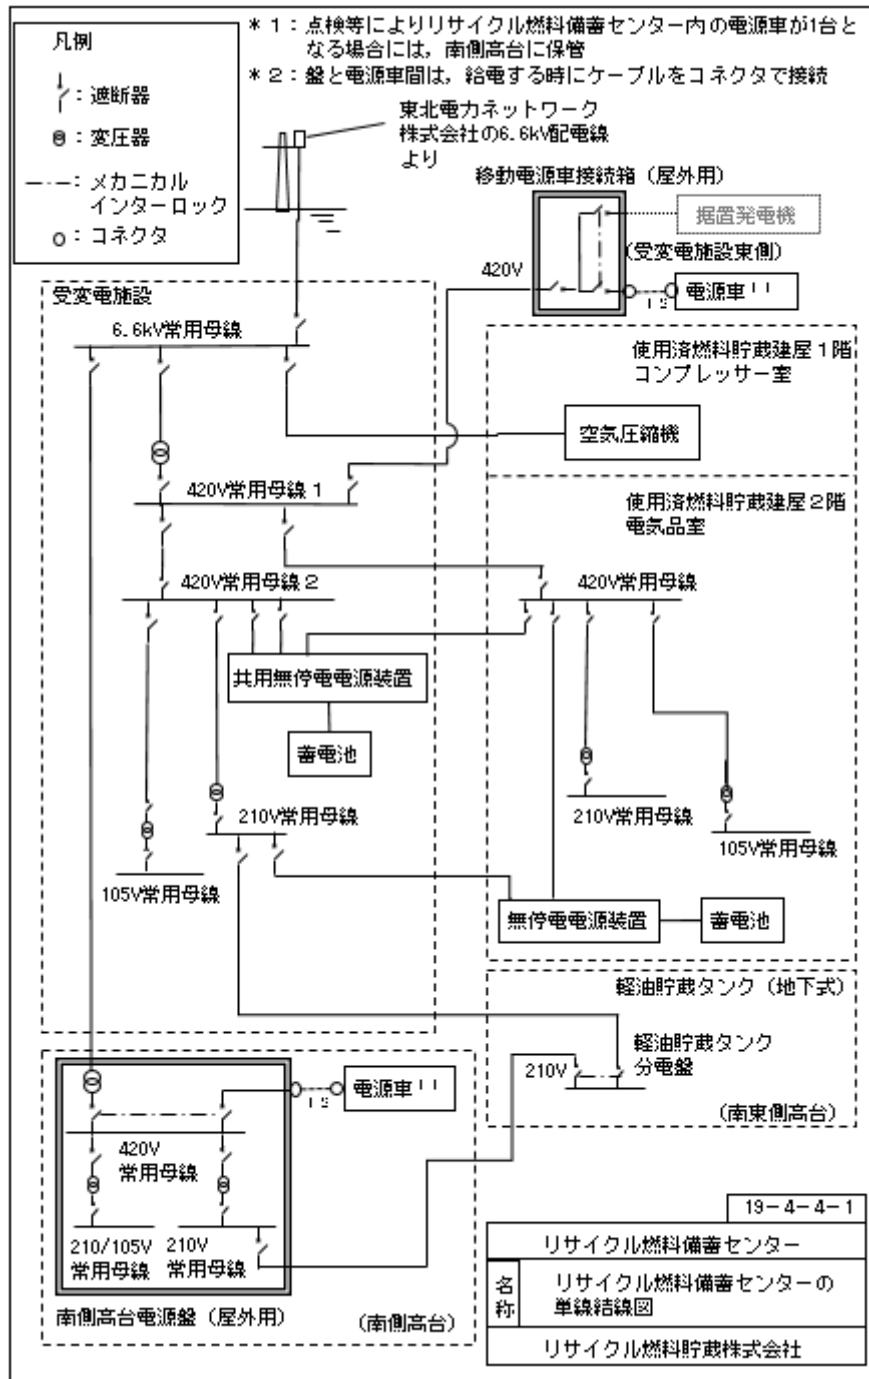 凡例
：遮断器
：変圧器
：メカニカル
インターロック
：コネクタ
＊１：点検等によりリサイクル燃料備蓄センター内の電源車が1台と
なる場合には，南側高台に保管
＊２：盤と電源車間は，給電する時にケーブルをコネクタで接続
東北電力ネットワーク
株式会社の6.6kV配電線
より
移動電源車接続箱（屋外用）
据置発電機
（受変電施設東側）
420V
電源車
受変電施設
6.6kV常用母線
使用済燃料貯蔵建屋１階
コンプレッサー室
空気圧縮機
420V常用母線１
使用済燃料貯蔵建屋２階
電気品室
420V常用母線２
420V常用母線
共用無停電電源装置
蓄電池
210V常用母線
105V常用母線
210V常用母線
105V常用母線
無停電電源装置
蓄電池
軽油貯蔵タンク（地下式）
軽油貯蔵タンク
分電盤
210V
（南東側高台）
電源車
420V
常用母線
210/105V
常用母線
210V
常用母線
南側高台電源盤（屋外用）
（南側高台）
19－4－4－1
リサイクル燃料備蓄センター
名称
リサイクル燃料備蓄センターの
単線結線図
リサイクル燃料貯蔵株式会社